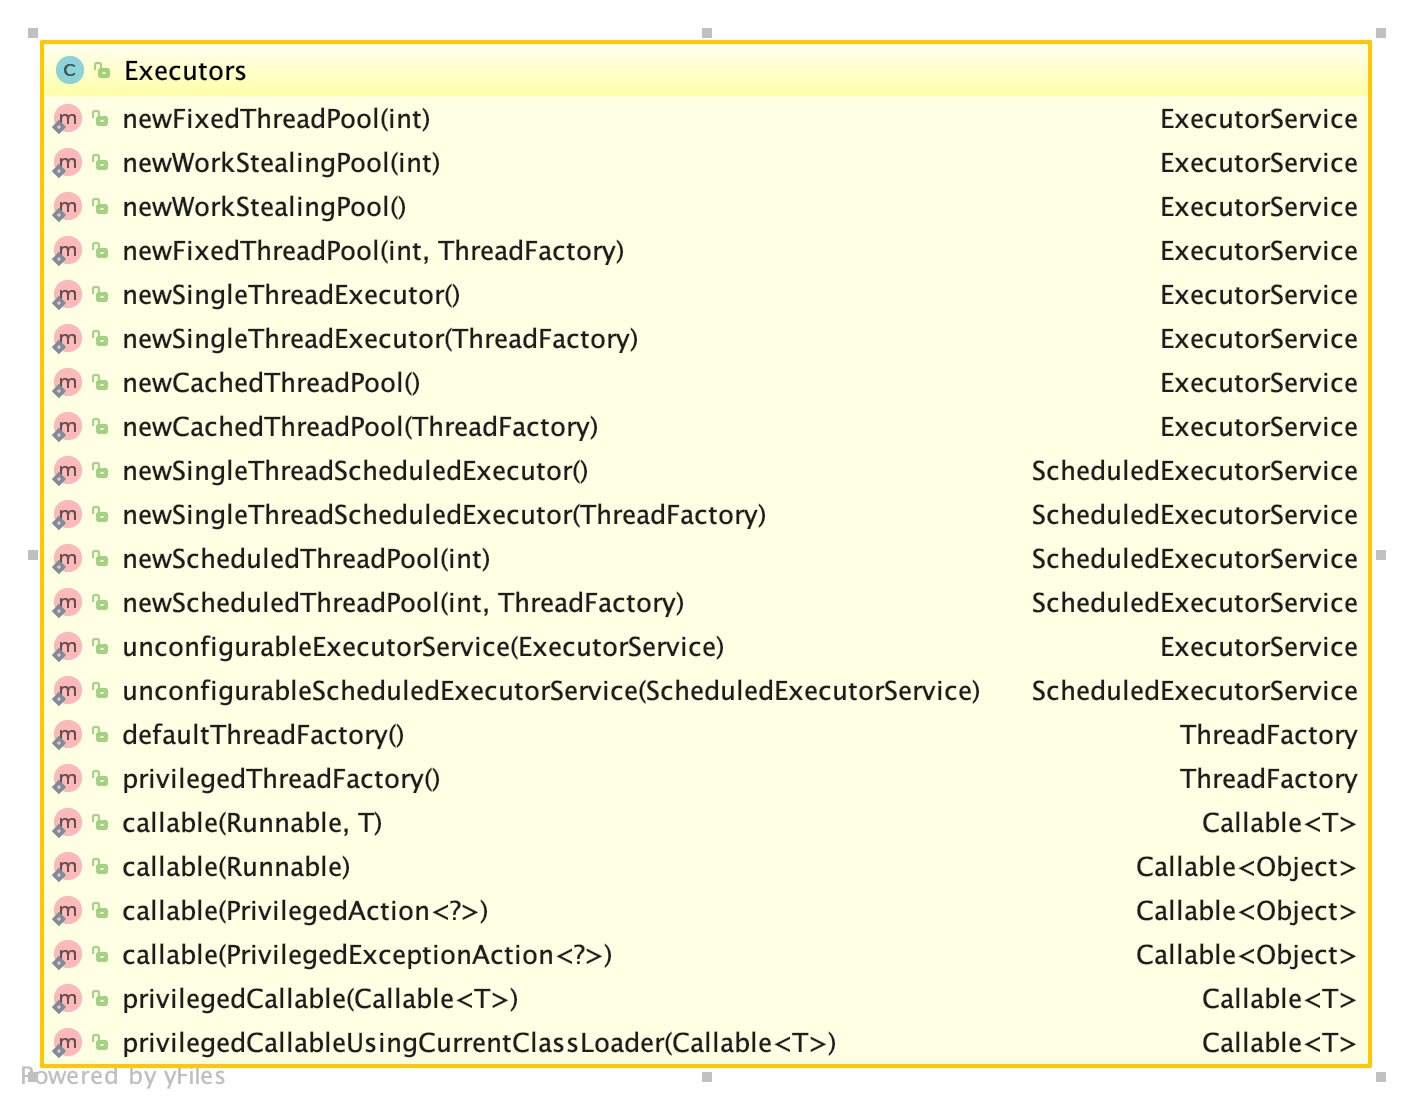 Executors
newFixedThreadPool(int) ExecutorService
newWorkStealingPool(int) ExecutorService
newWorkStealingPool() ExecutorService
newFixedThreadPool(int, ThreadFactory) ExecutorService
newSingleThreadExecutor() ExecutorService
newSingleThreadExecutor(ThreadFactory) ExecutorService
newCachedThreadPool() ExecutorService
newCachedThreadPool(ThreadFactory) ExecutorService
newSingleThreadScheduledExecutor() ScheduledExecutorService
newSingleThreadScheduledExecutor(ThreadFactory) ScheduledExecutorService
newScheduledThreadPool(int) ScheduledExecutorService
newScheduledThreadPool(int, ThreadFactory) ScheduledExecutorService
unconfigurableExecutorService(ExecutorService) ExecutorService
unconfigurableScheduledExecutorService(ScheduledExecutorService) ScheduledExecutorService
defaultThreadFactory() ThreadFactory
privilegedThreadFactory() ThreadFactory
callable(Runnable, T) Callable<T>
callable(Runnable) Callable<Object>
callable(PrivilegedAction<?>) Callable<Object>
callable(PrivilegedExceptionAction<?>) Callable<Object>
privilegedCallable(Callable<T>) Callable<T>
privilegedCallableUsingCurrentClassLoader(Callable<T>) Callable<T>
Powered by yFiles